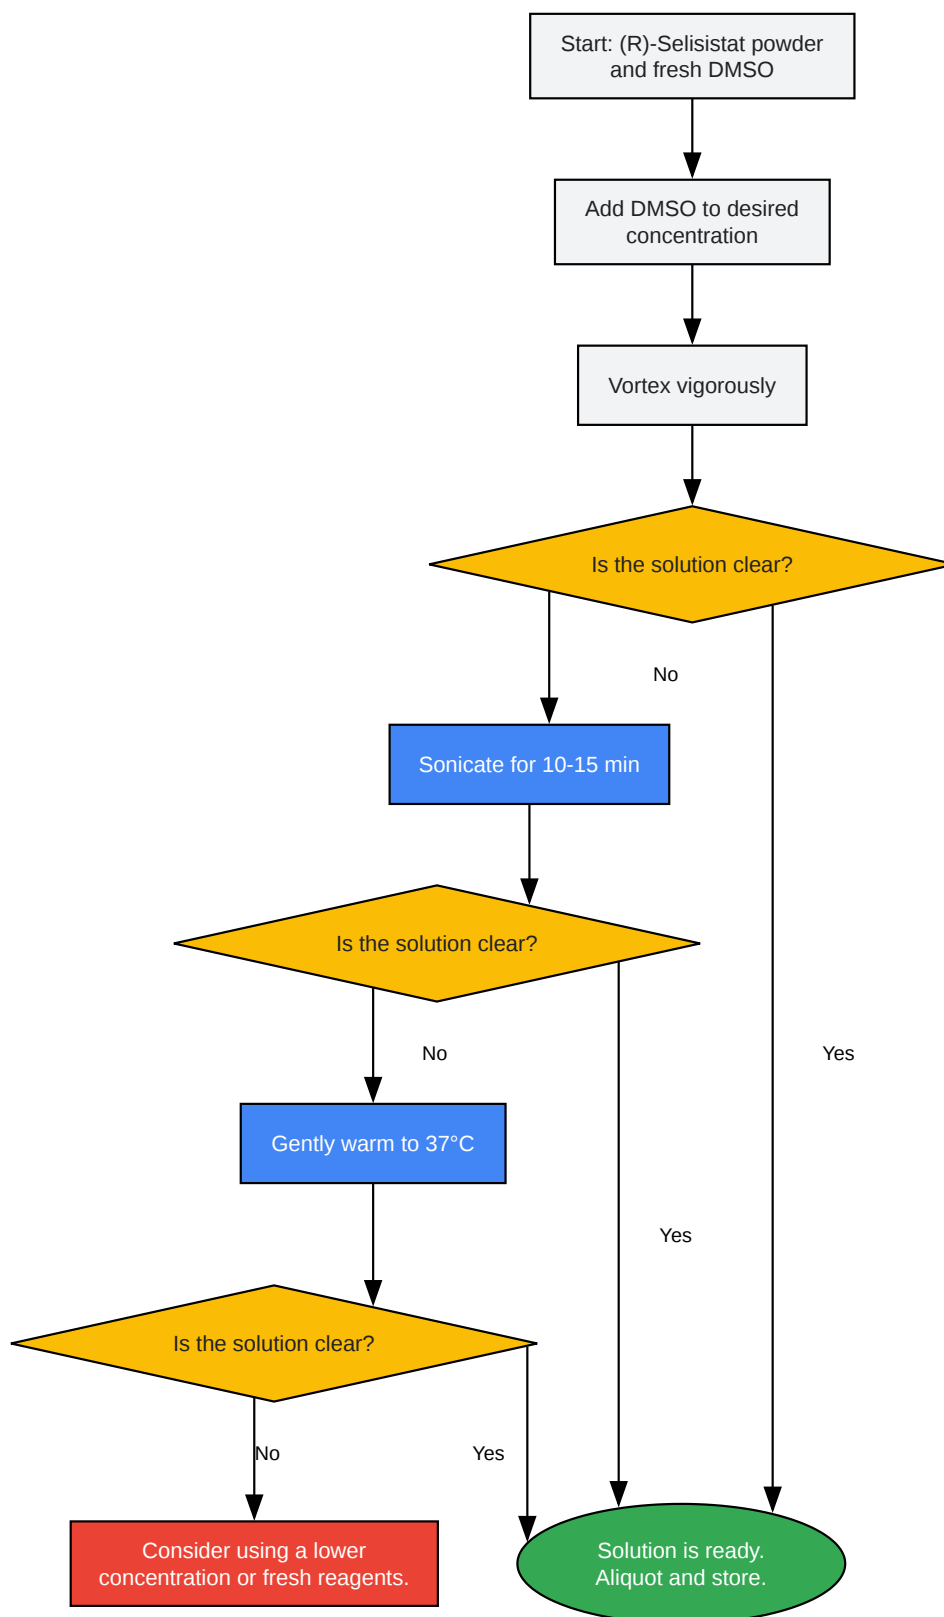 Start: (R)-Selisistat powder
and fresh DMSO
Add DMSO to desired
concentration
Vortex vigorously
Is the solution clear?
No
Sonicate for 10-15 min
Is the solution clear?
No
Yes
Gently warm to 37°C
Yes
Is the solution clear?
No
Yes
Consider using a lower
concentration or fresh reagents.
Solution is ready.
Aliquot and store.